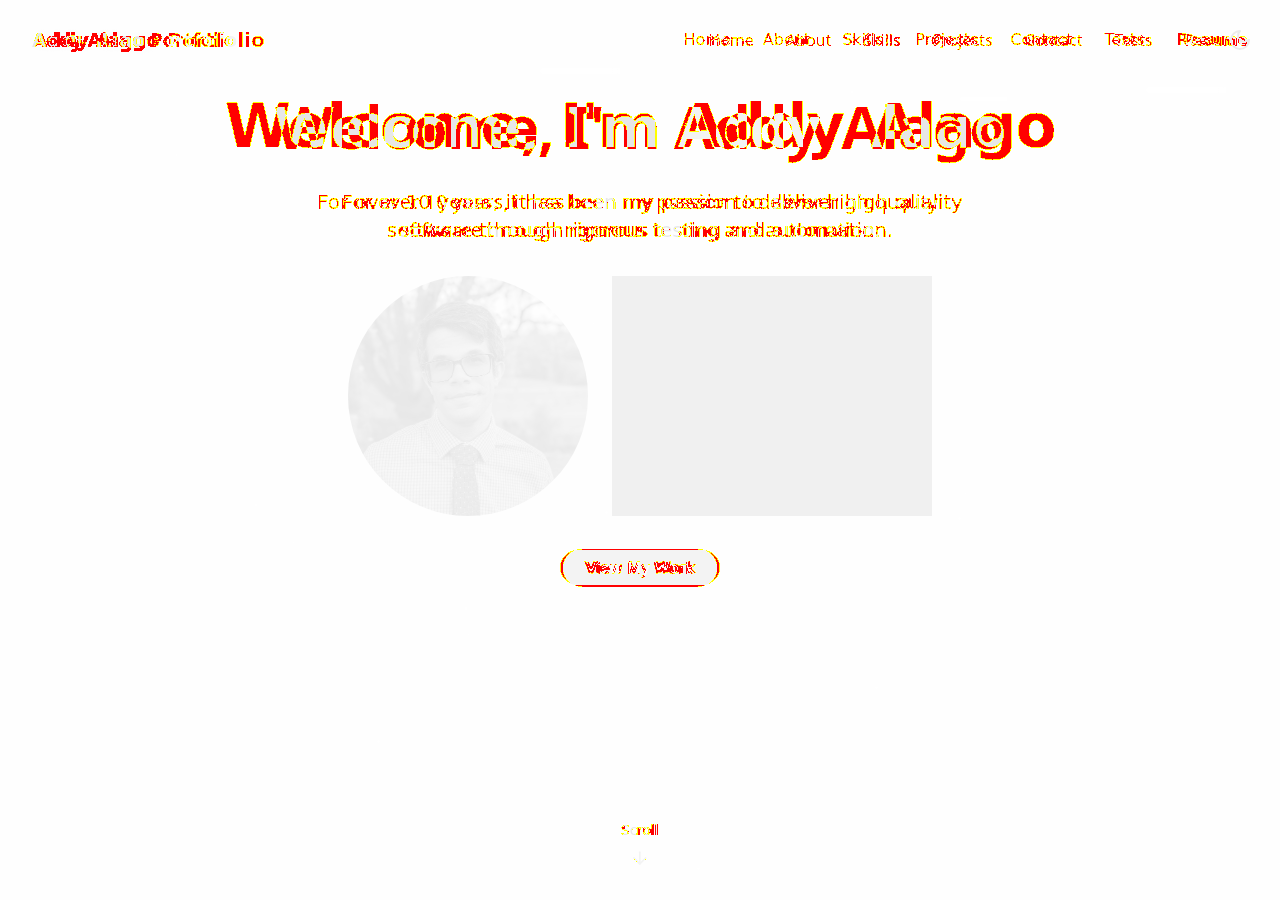 Addy Alago Portfolio
Home About Skills Projects Contact Tests Resume
Welcome, I'm Addy Alago
For over 10 years, it has been my passion to deliver high quality
software through rigorous testing and automation.
View My Work
Scroll